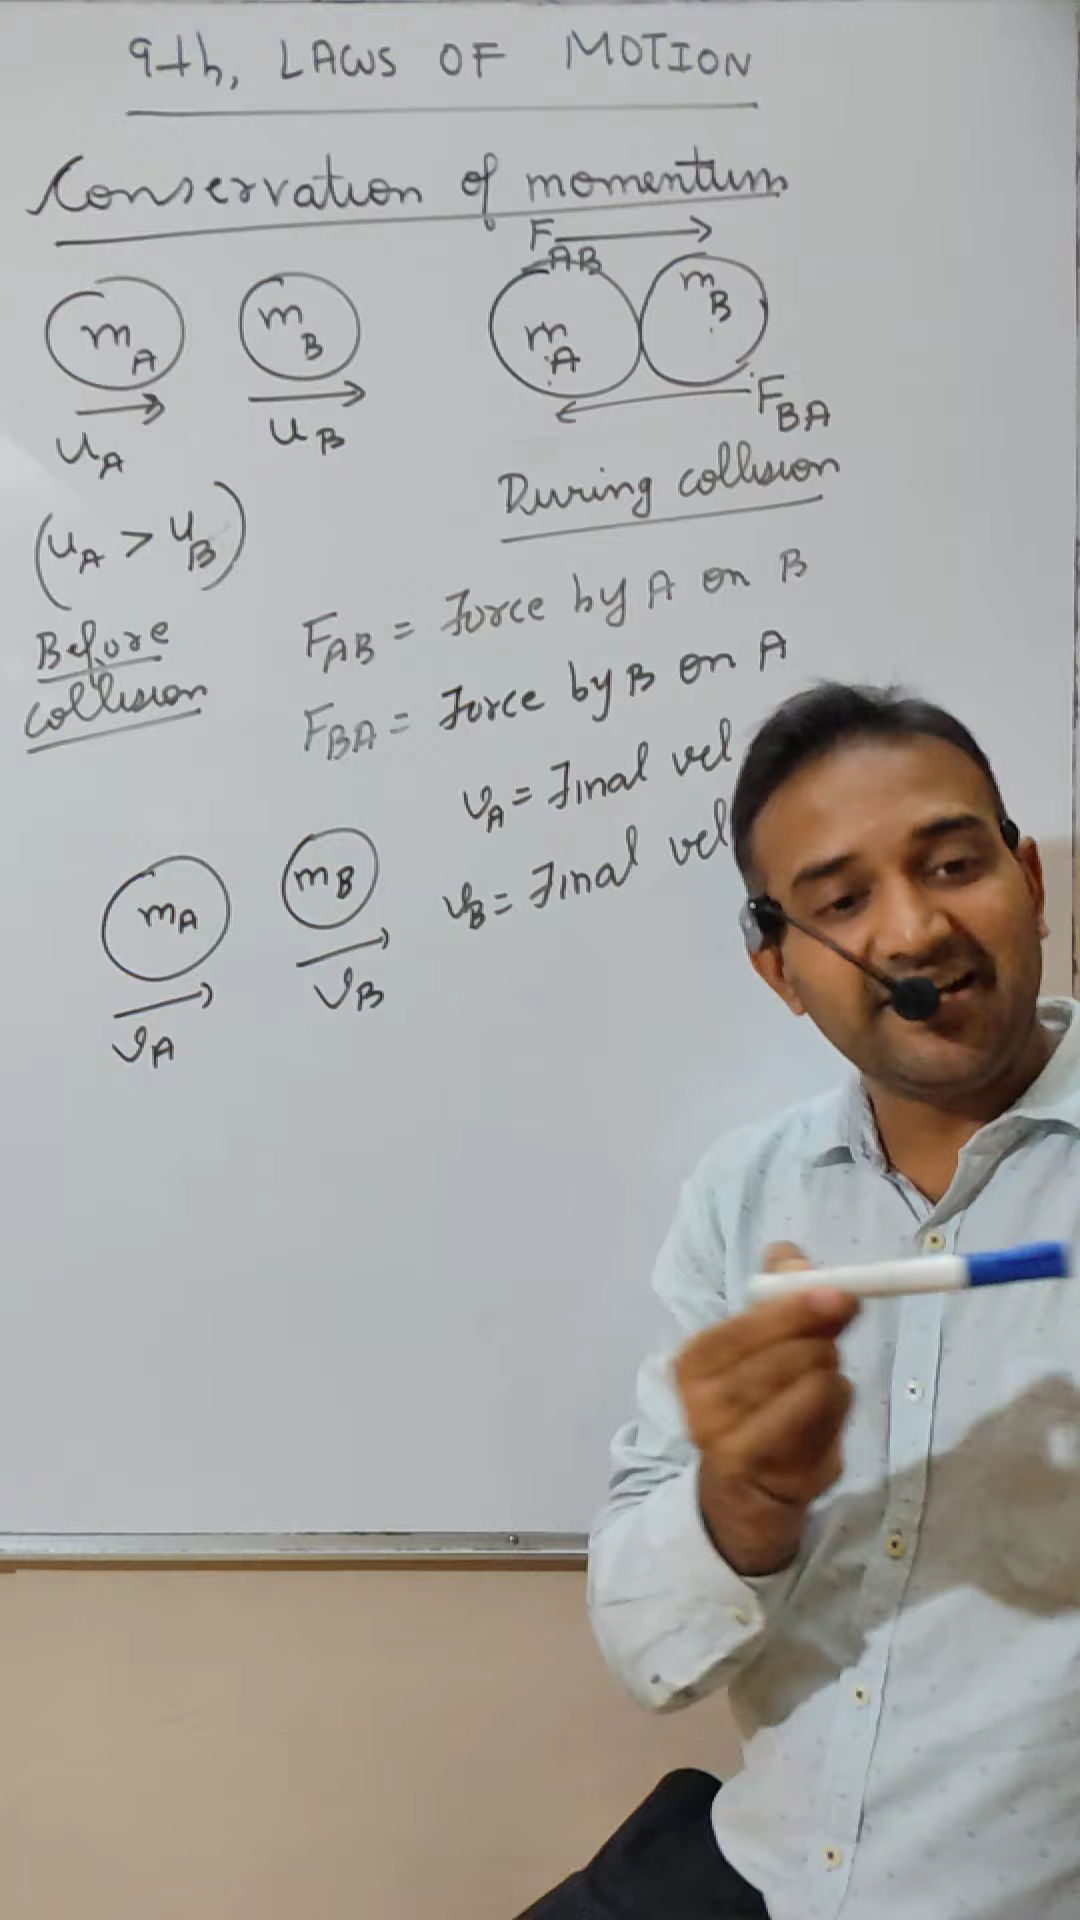 9th, LAWS OF MOTION
Conservation of momentum
F_AB
m_A m_B m_A m_B
u_A u_B F_BA
During collision
(u_A > u_B)
Before
collision
F_AB = Force by A on B
F_BA = Force by B on A
v_A = Final vel
v_B = Final vel
m_A m_B
v_A v_B